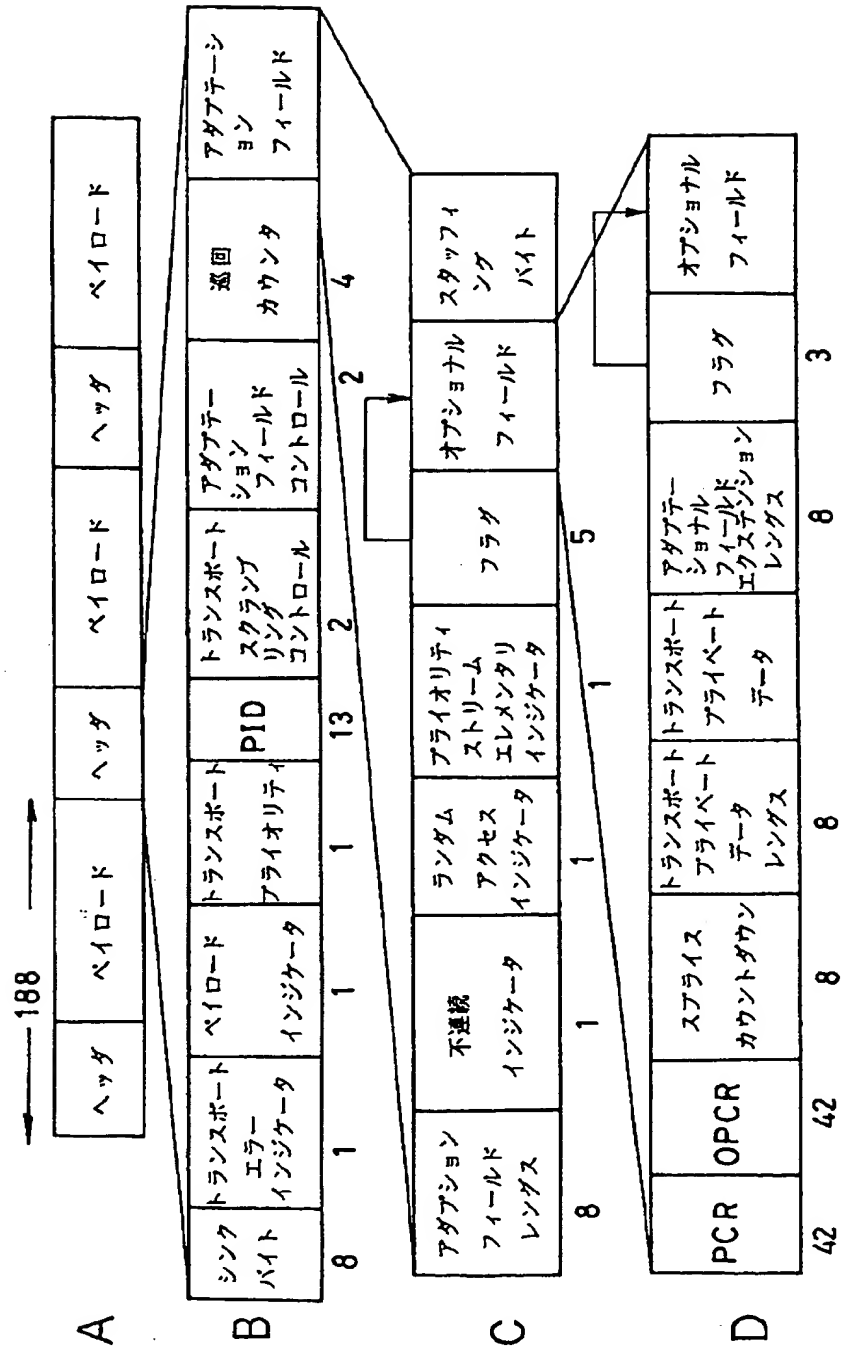 A
188
ヘッダ
ペイロード
ヘッダ
ペイロード
ヘッダ
ペイロード
B
シンク
バイト
トランスポート
エラー
インジケータ
ペイロード
インジケータ
トランスポート
プライオリティ
PID
トランスポート
スクランブ
リング
コントロール
アダプテー
ション
フィールド
コントロール
巡回
カウンタ
アダプテーシ
ョン
フィールド
8
1
1
1
13
2
2
4
C
アダプション
フィールド
レングス
不連続
インジケータ
ランダム
アクセス
インジケータ
プライオリティ
ストリーム
エレメンタリ
インジケータ
フラグ
オプショナル
フィールド
スタッフィ
ング
バイト
8
1
1
1
5
D
PCR
OPCR
スプライス
カウントダウン
トランスポート
プライベート
データ
レングス
トランスポート
プライベート
データ
アダプテー
ショナル
フィールド
エクステンション
レングス
フラグ
オプショナル
フィールド
42
42
8
8
8
3